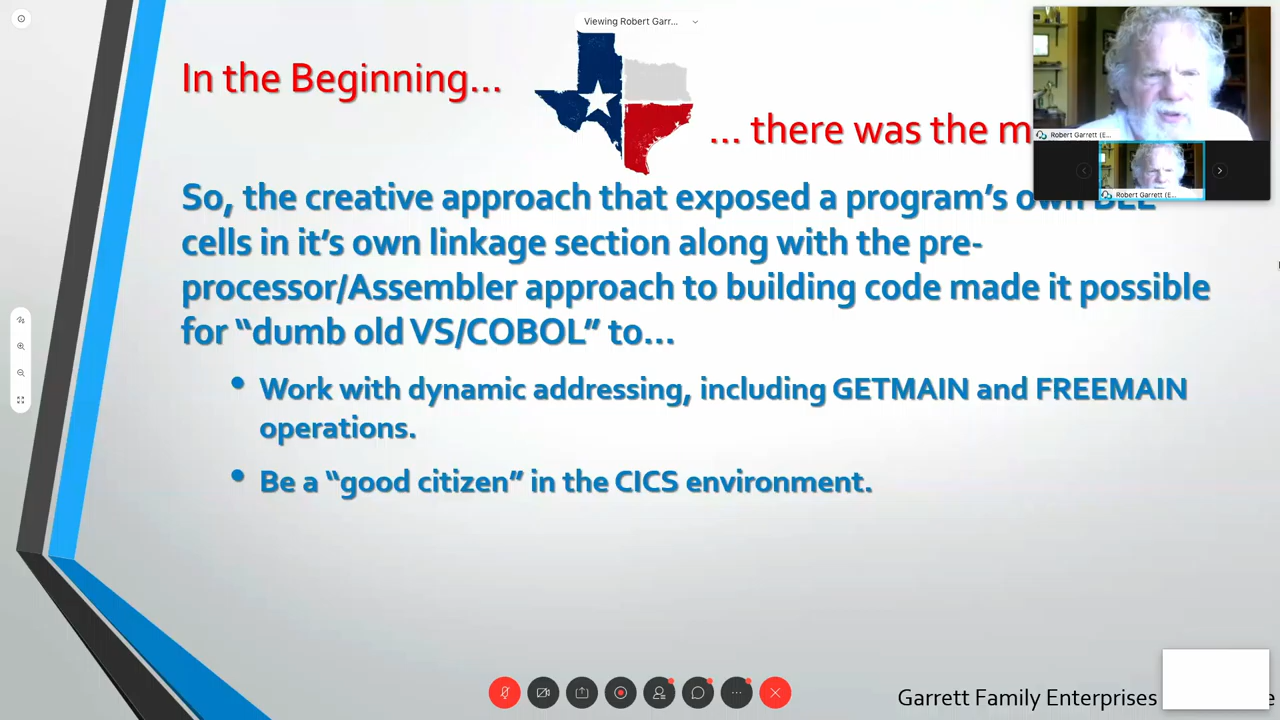 Viewing Robert Garr...
In the Beginning...
... there was the m
Robert Garrett (E...
Robert Garrett (E...
So, the creative approach that exposed a program's own BLL
cells in it's own linkage section along with the pre-
processor/Assembler approach to building code made it possible
for “dumb old VS/COBOL” to...
• Work with dynamic addressing, including GETMAIN and FREEMAIN
operations.
• Be a “good citizen” in the CICS environment.
Garrett Family Enterprises